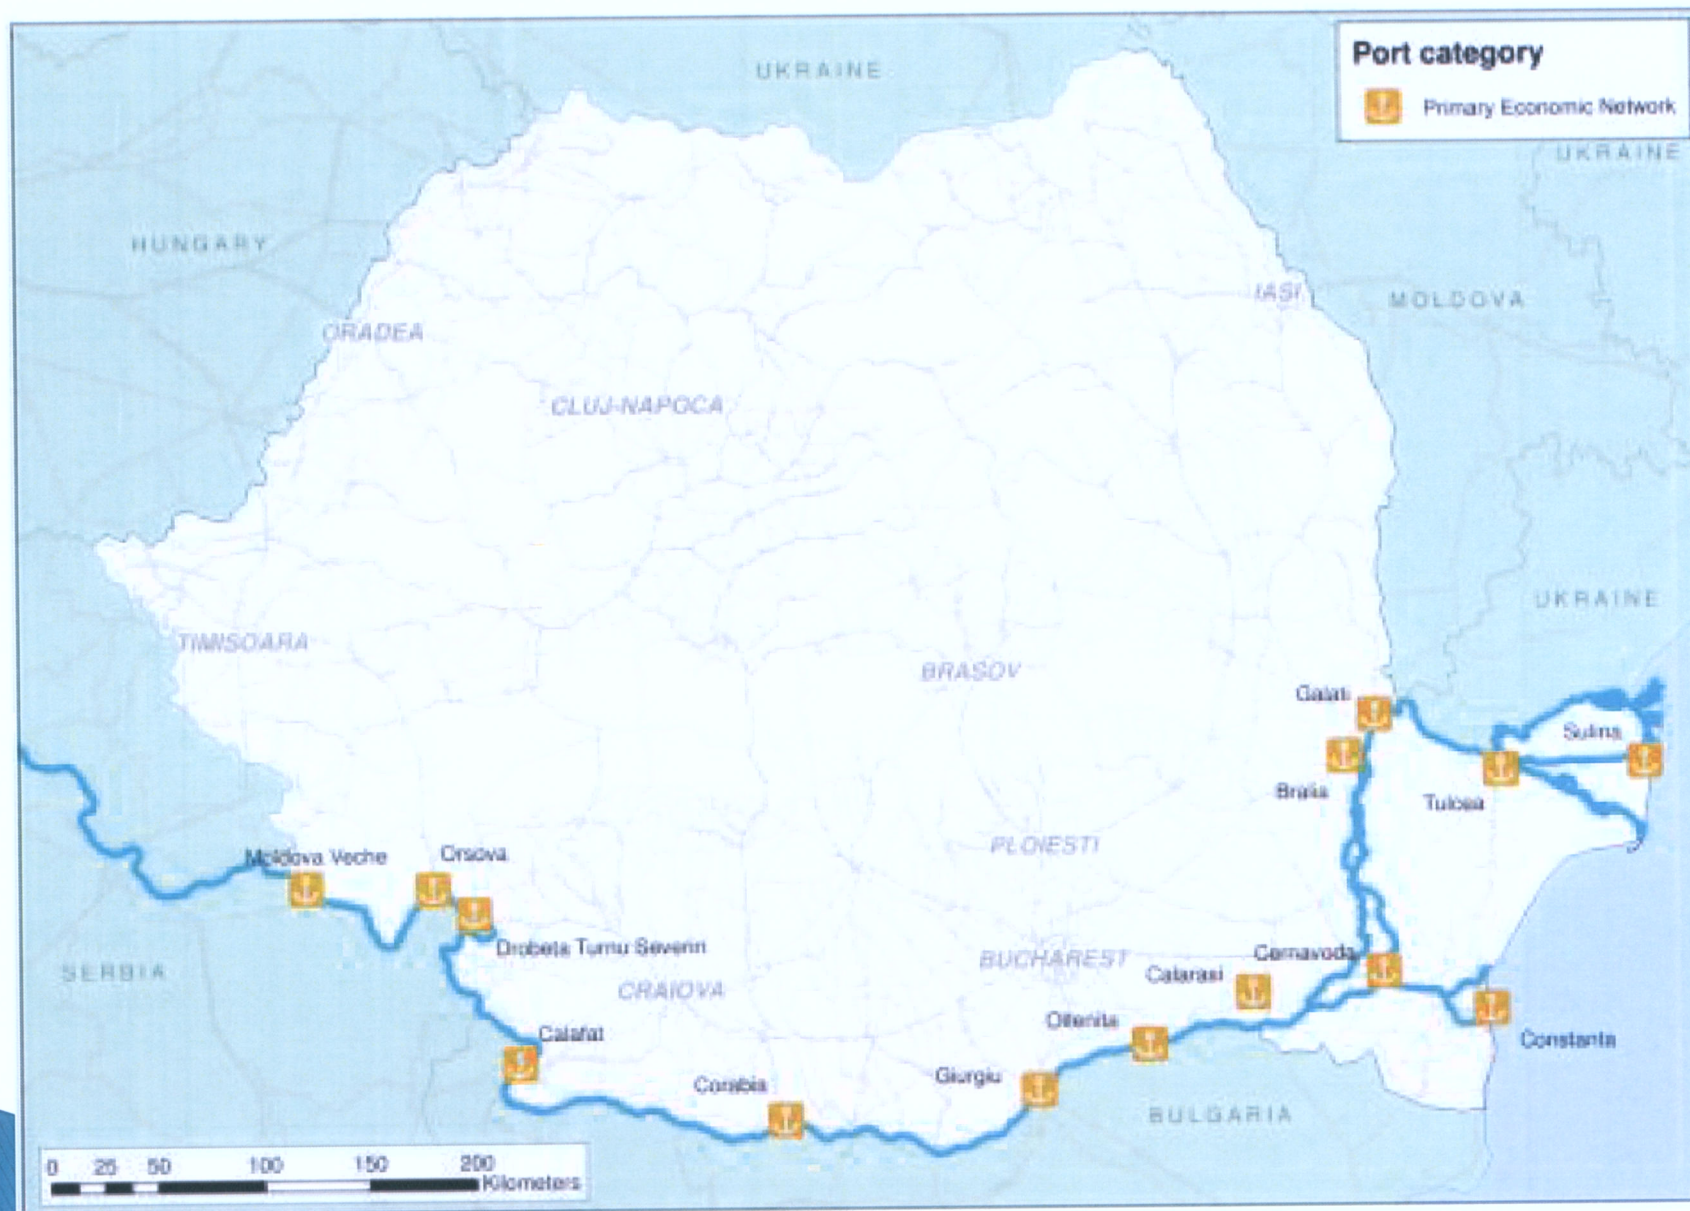 Port category
Primary Economic Network
UKRAINE
UKRAINE
HUNGARY
MOLDOVA
IASI
ORADEA
CLUJ-NAPOCA
UKRAINE
TIMISOARA
BRASOV
Galati
Sulina
Braila
Tulcea
PLOIESTI
Moldova Veche
Orsova
Drobeta Turnu Severin
SERBIA
CRAIOVA
BUCHAREST
Cernavoda
Calarasi
Oltenita
Constanta
Calafat
Corabia
Giurgiu
BULGARIA
0 25 50 100 150 200
Kilometers